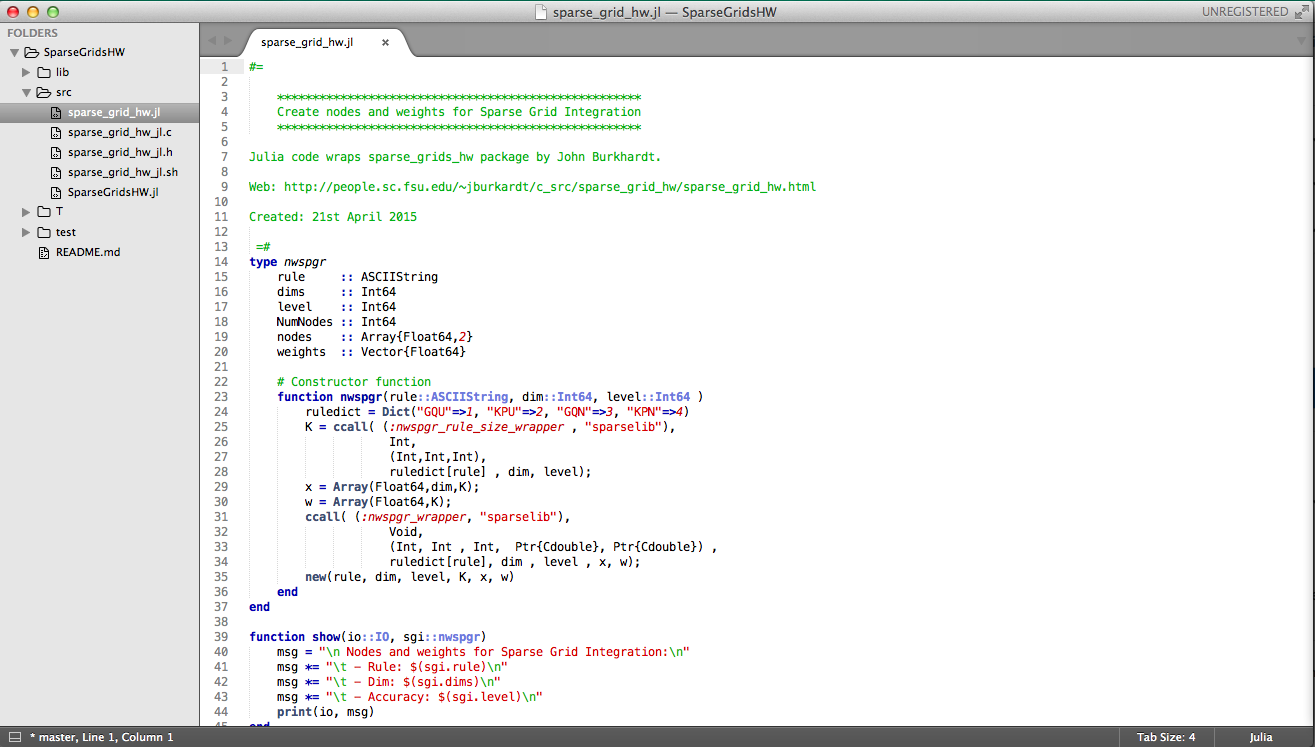 sparse_grid_hw.jl — SparseGridsHW
UNREGISTERED
FOLDERS
SparseGridsHW
lib
src
sparse_grid_hw.jl
sparse_grid_hw_jl.c
sparse_grid_hw_jl.h
sparse_grid_hw_jl.sh
SparseGridsHW.jl
T
test
README.md
sparse_grid_hw.jl ×
1 #=
2
3     ****************************************************
4     Create nodes and weights for Sparse Grid Integration
5     ****************************************************
6
7 Julia code wraps sparse_grids_hw package by John Burkhardt.
8
9 Web: http://people.sc.fsu.edu/~jburkardt/c_src/sparse_grid_hw/sparse_grid_hw.html
10
11 Created: 21st April 2015
12
13  =#
14 type nwspgr
15     rule     :: ASCIIString
16     dims     :: Int64
17     level    :: Int64
18     NumNodes :: Int64
19     nodes    :: Array{Float64,2}
20     weights  :: Vector{Float64}
21
22     # Constructor function
23     function nwspgr(rule::ASCIIString, dim::Int64, level::Int64 )
24         ruledict = Dict("GQU"=>1, "KPU"=>2, "GQN"=>3, "KPN"=>4)
25         K = ccall( (:nwspgr_rule_size_wrapper , "sparselib"),
26                     Int,
27                     (Int,Int,Int),
28                     ruledict[rule] , dim, level);
29         x = Array(Float64,dim,K);
30         w = Array(Float64,K);
31         ccall( (:nwspgr_wrapper, "sparselib"),
32                     Void,
33                     (Int, Int , Int,  Ptr{Cdouble}, Ptr{Cdouble}) ,
34                     ruledict[rule], dim , level , x, w);
35         new(rule, dim, level, K, x, w)
36     end
37 end
38
39 function show(io::IO, sgi::nwspgr)
40     msg = "\n Nodes and weights for Sparse Grid Integration:\n"
41     msg *= "\t - Rule: $(sgi.rule)\n"
42     msg *= "\t - Dim: $(sgi.dims)\n"
43     msg *= "\t - Accuracy: $(sgi.level)\n"
44     print(io, msg)
45 end
* master, Line 1, Column 1
Tab Size: 4
Julia